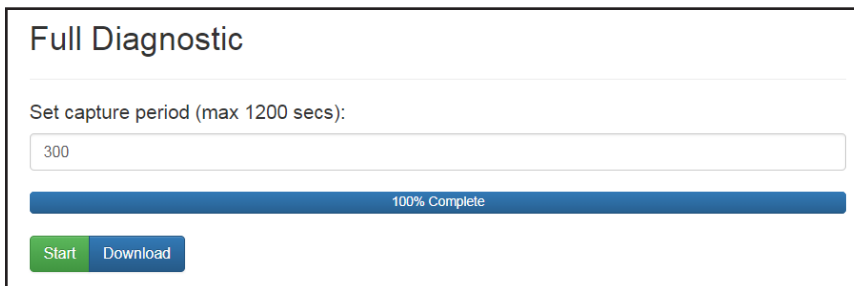 Full Diagnostic
Set capture period (max 1200 secs):
300
100% Complete
Start Download